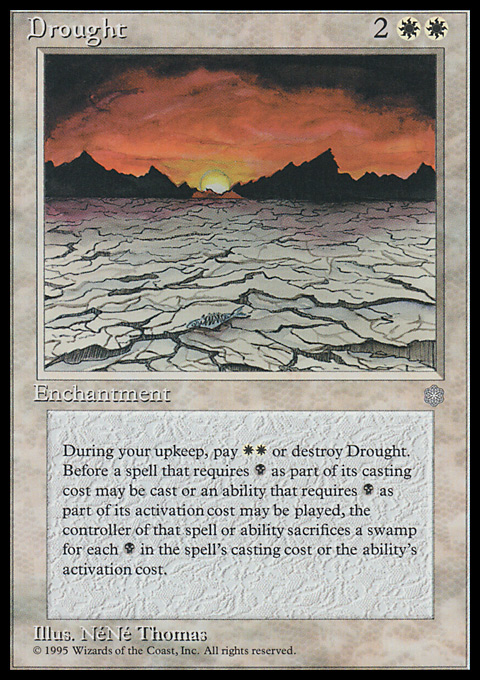 Drought 2
Enchantment
During your upkeep, pay or destroy Drought.
Before a spell that requires as part of its casting
cost may be cast or an ability that requires as
part of its activation cost may be played, the
controller of that spell or ability sacrifices a swamp
for each in the spell's casting cost or the ability's
activation cost.
Illus. NéNé Thomas
© 1995 Wizards of the Coast, Inc. All rights reserved.